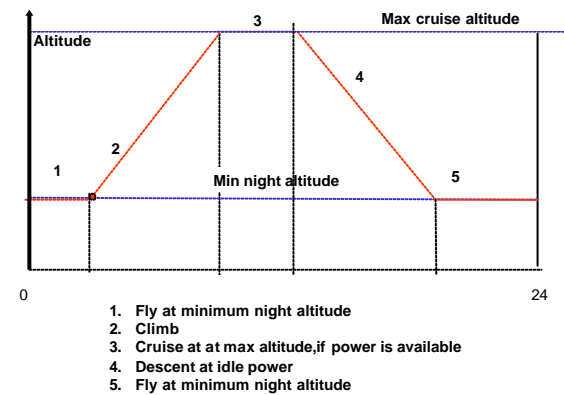 3
Max cruise altitude
Altitude
4
2
1
Min night altitude
5
0
24
1. Fly at minimum night altitude
2. Climb
3. Cruise at at max altitude,if power is available
4. Descent at idle power
5. Fly at minimum night altitude